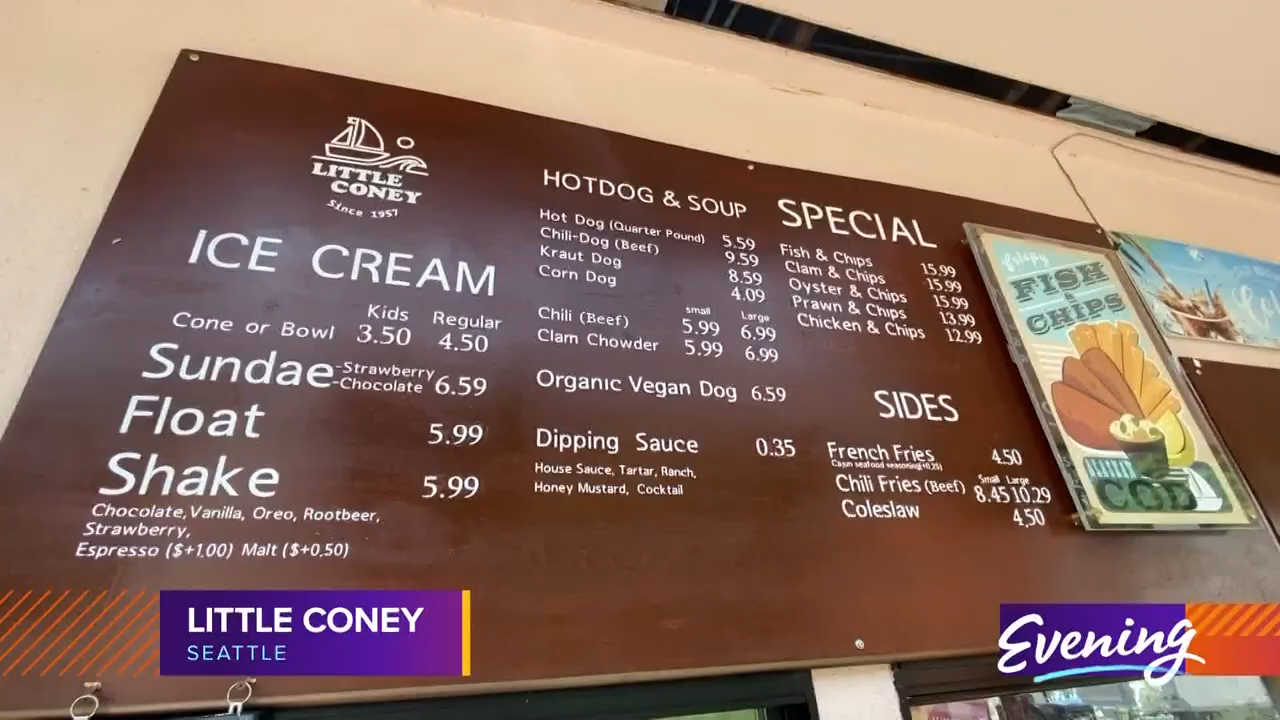 LITTLE
CONEY
Since 1957
ICE CREAM
Kids Regular
Cone or Bowl 3.50 4.50
Sundae -Strawberry -Chocolate 6.59
Float 5.99
Shake 5.99
Chocolate, Vanilla, Oreo, Rootbeer,
Strawberry,
Espresso ($+1.00) Malt ($+0.50)
HOTDOG & SOUP
Hot Dog (Quarter Pound) 5.59
Chili-Dog (Beef) 9.59
Kraut Dog 8.59
Corn Dog 4.09
small Large
Chili (Beef) 5.99 6.99
Clam Chowder 5.99 6.99
Organic Vegan Dog 6.59
Dipping Sauce 0.35
House Sauce, Tartar, Ranch,
Honey Mustard, Cocktail
SPECIAL
Fish & Chips 15.99
Clam & Chips 15.99
Oyster & Chips 15.99
Prawn & Chips 13.99
Chicken & Chips 12.99
SIDES
French Fries 4.50
Cajun seafood seasoning
Small Large
Chili Fries (Beef) 8.45 10.29
Coleslaw 4.50
Crispy
FISH
&
CHIPS
ALASKAN
COD
LITTLE CONEY
SEATTLE
Evening